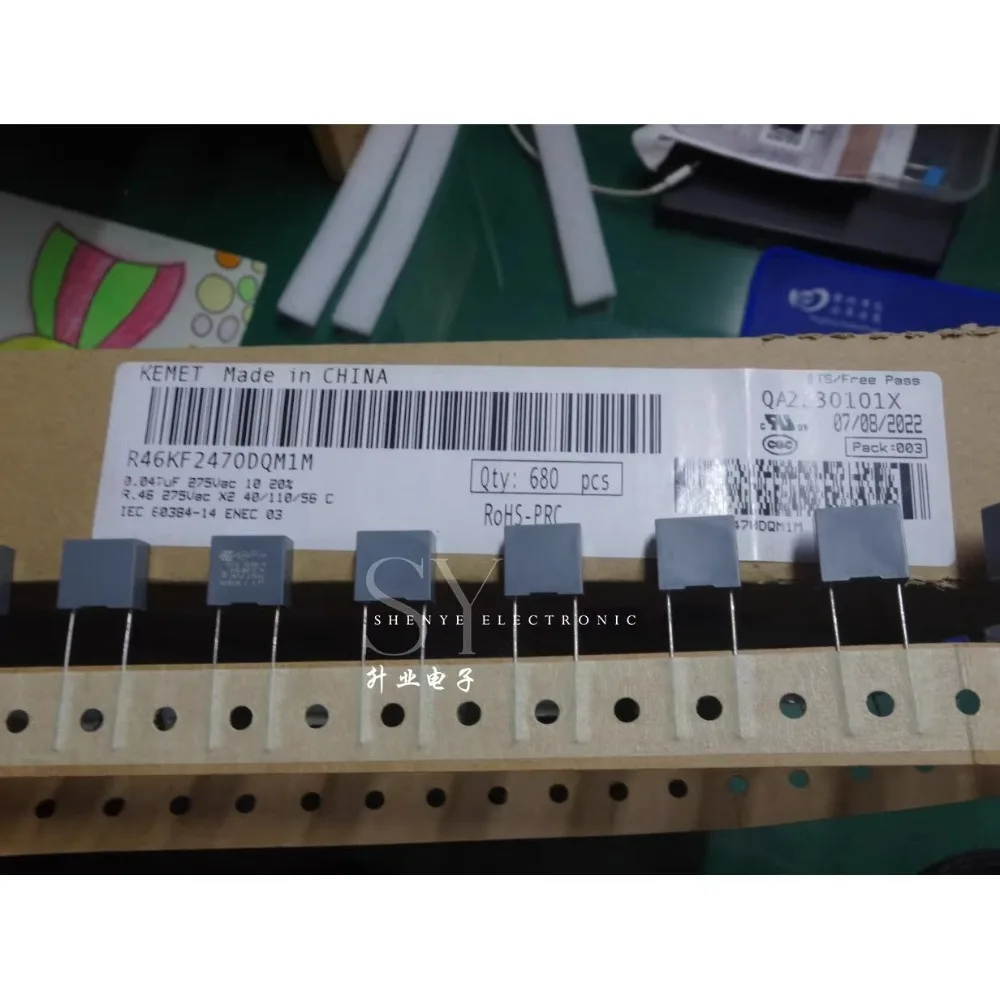 KEMET Made in CHINA
/Free Pass
QA2230101X
07/08/2022
R46KF2470DQM1M
Qty: 680 pcs
Pack:003
0.047uF 275Vac 10 20%
R.46 275Vac X2 40/110/56 C
IEC 60384-14 ENEC 03
RoHS-PRC
47MDQM1M
SY
SHENYE ELECTRONIC
升业电子